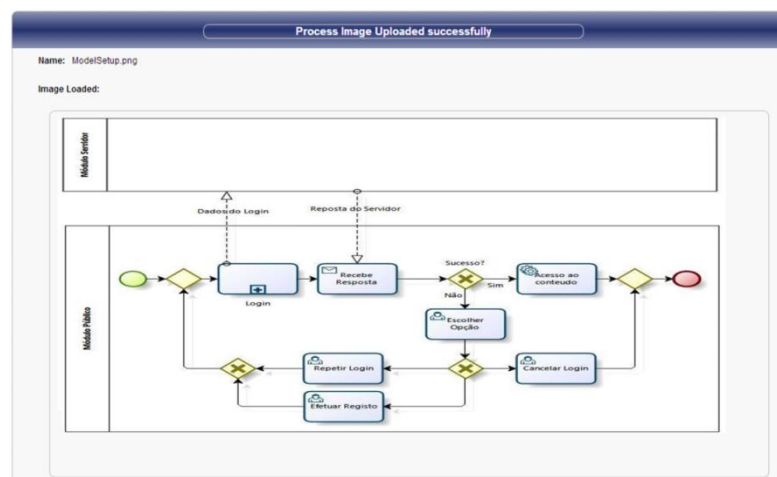 Process Image Uploaded successfully
Name: ModelSetup.png
Image Loaded:
Módulo Servidor
Dados do Login
Reposta do Servidor
Módulo Público
Login
Recebe
Resposta
Sucesso?
Sim
Não
Acesso ao
conteudo
Escolher
Opção
Repetir Login
Cancelar Login
Efetuar Registo